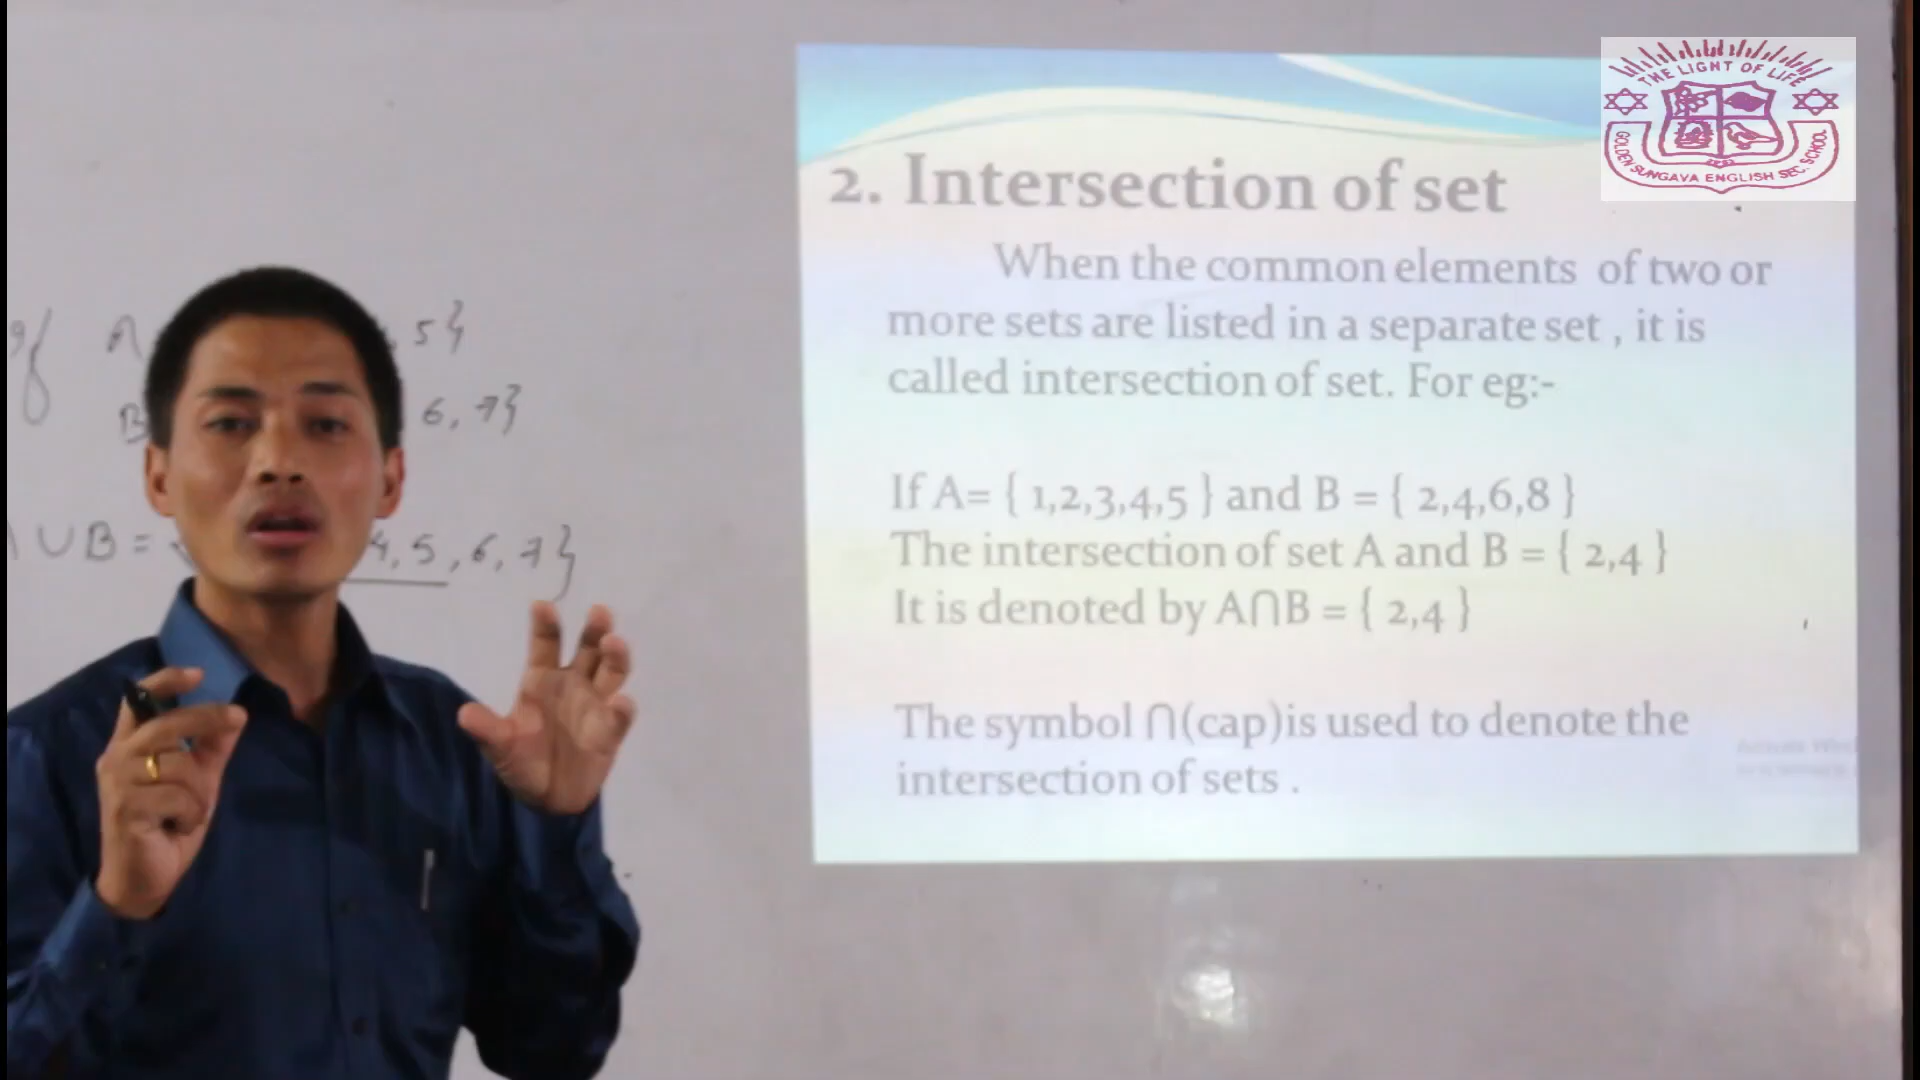 THE LIGHT OF LIFE
GOLDEN SUNGAVA ENGLISH SEC. SCHOOL
2. Intersection of set
When the common elements of two or
more sets are listed in a separate set , it is
called intersection of set. For eg:-
If A= { 1,2,3,4,5 } and B = { 2,4,6,8 }
The intersection of set A and B = { 2,4 }
It is denoted by A∩B = { 2,4 }
The symbol ∩(cap)is used to denote the
intersection of sets .
If A , 5}
B 6, 7}
∪ B = 4, 5, 6, 7}